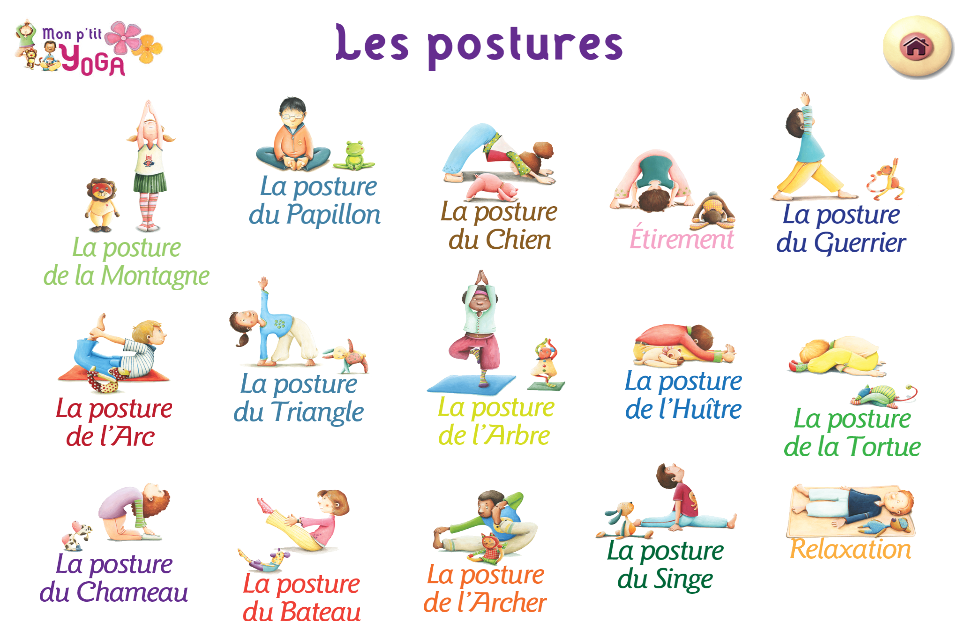 Mon p'tit
YOGA
Les postures
La posture
de la Montagne
La posture
du Papillon
La posture
du Chien
Étirement
La posture
du Guerrier
La posture
de l'Arc
La posture
du Triangle
La posture
de l'Arbre
La posture
de l'Huître
La posture
de la Tortue
La posture
du Chameau
La posture
du Bateau
La posture
de l'Archer
La posture
du Singe
Relaxation